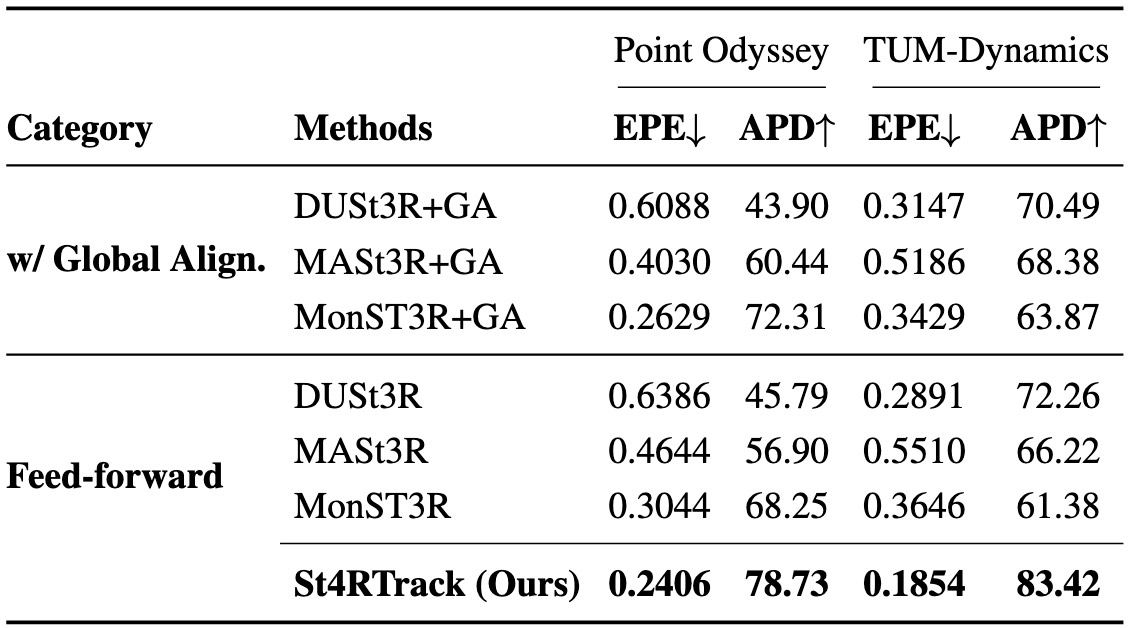 Point Odyssey TUM-Dynamics
Category Methods EPE↓ APD↑ EPE↓ APD↑
DUSt3R+GA 0.6088 43.90 0.3147 70.49
w/ Global Align. MASt3R+GA 0.4030 60.44 0.5186 68.38
MonST3R+GA 0.2629 72.31 0.3429 63.87
DUSt3R 0.6386 45.79 0.2891 72.26
MASt3R 0.4644 56.90 0.5510 66.22
Feed-forward
MonST3R 0.3044 68.25 0.3646 61.38
St4RTrack (Ours) 0.2406 78.73 0.1854 83.42